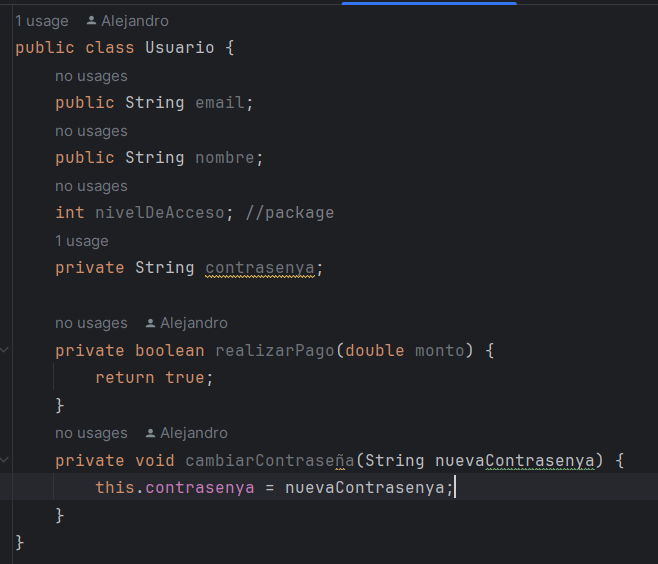 1 usage Alejandro
public class Usuario {
no usages
public String email;
no usages
public String nombre;
no usages
int nivelDeAcceso; //package
1 usage
private String contrasenya;
no usages Alejandro
private boolean realizarPago(double monto) {
return true;
}
no usages Alejandro
private void cambiarContraseña(String nuevaContrasenya) {
this.contrasenya = nuevaContrasenya;
}
}